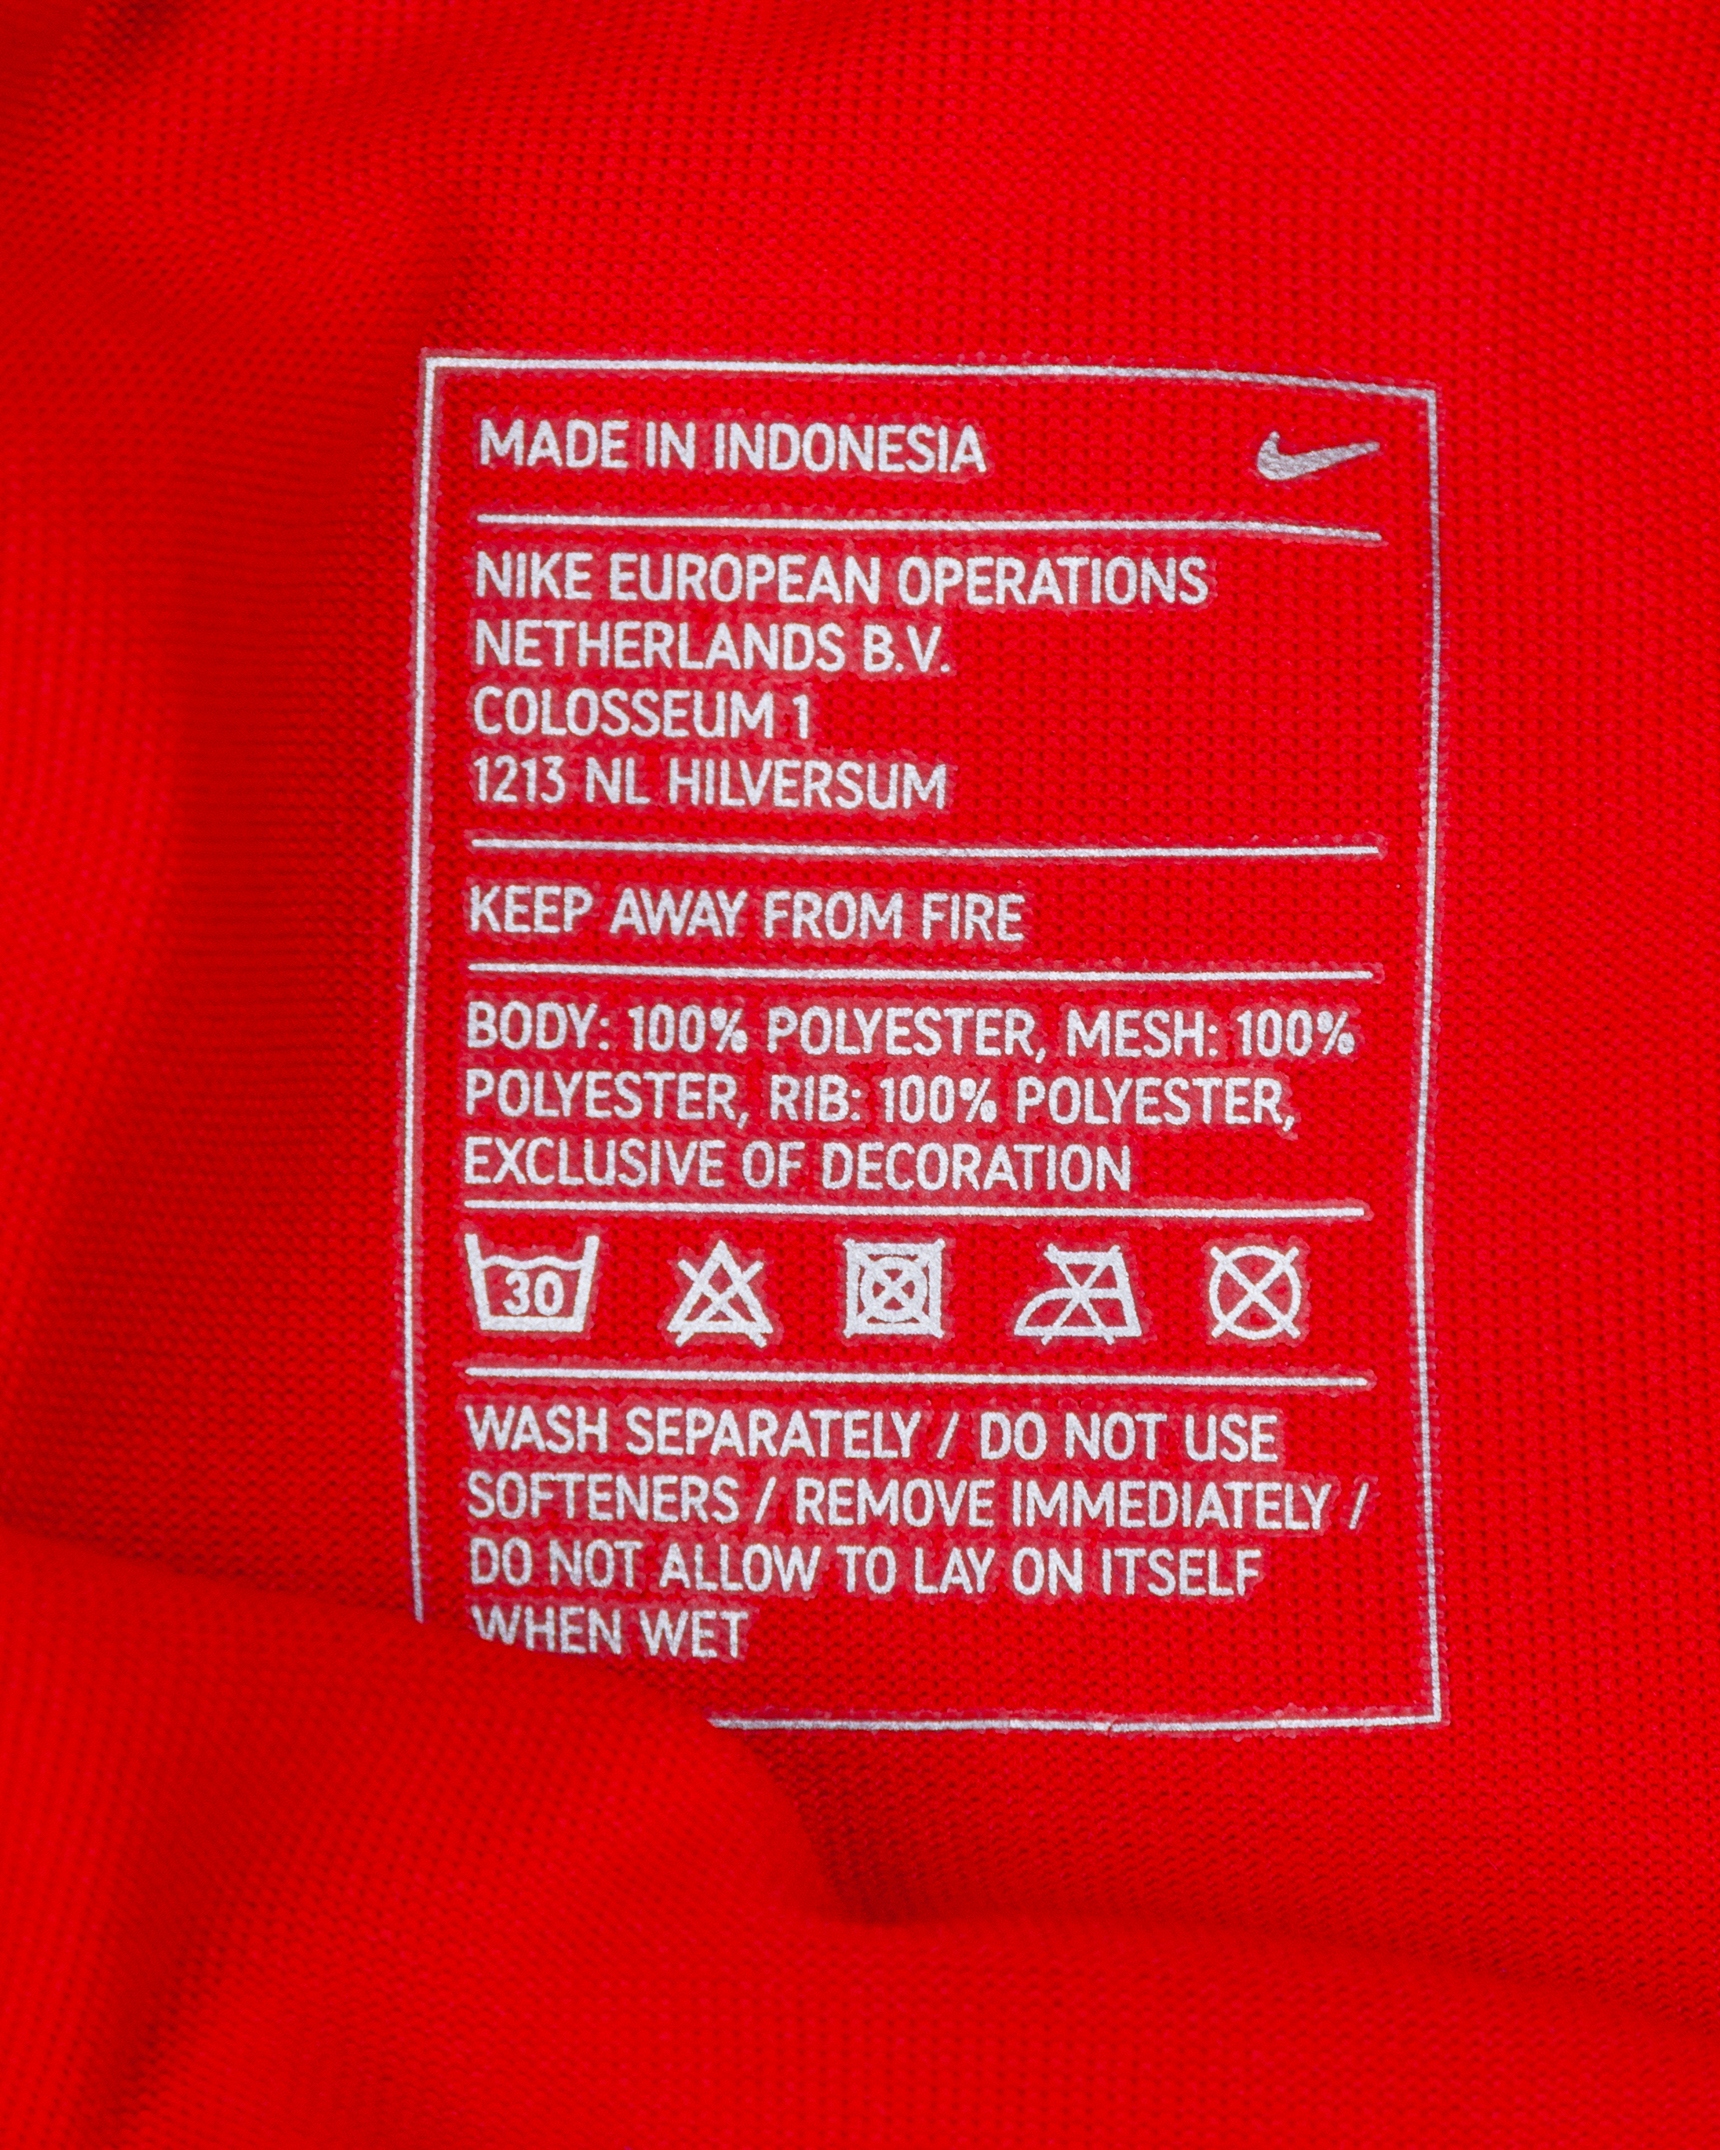 MADE IN INDONESIA
NIKE EUROPEAN OPERATIONS
NETHERLANDS B.V.
COLOSSEUM 1
1213 NL HILVERSUM
KEEP AWAY FROM FIRE
BODY: 100% POLYESTER, MESH: 100%
POLYESTER, RIB: 100% POLYESTER,
EXCLUSIVE OF DECORATION
30
WASH SEPARATELY / DO NOT USE
SOFTENERS / REMOVE IMMEDIATELY /
DO NOT ALLOW TO LAY ON ITSELF
WHEN WET